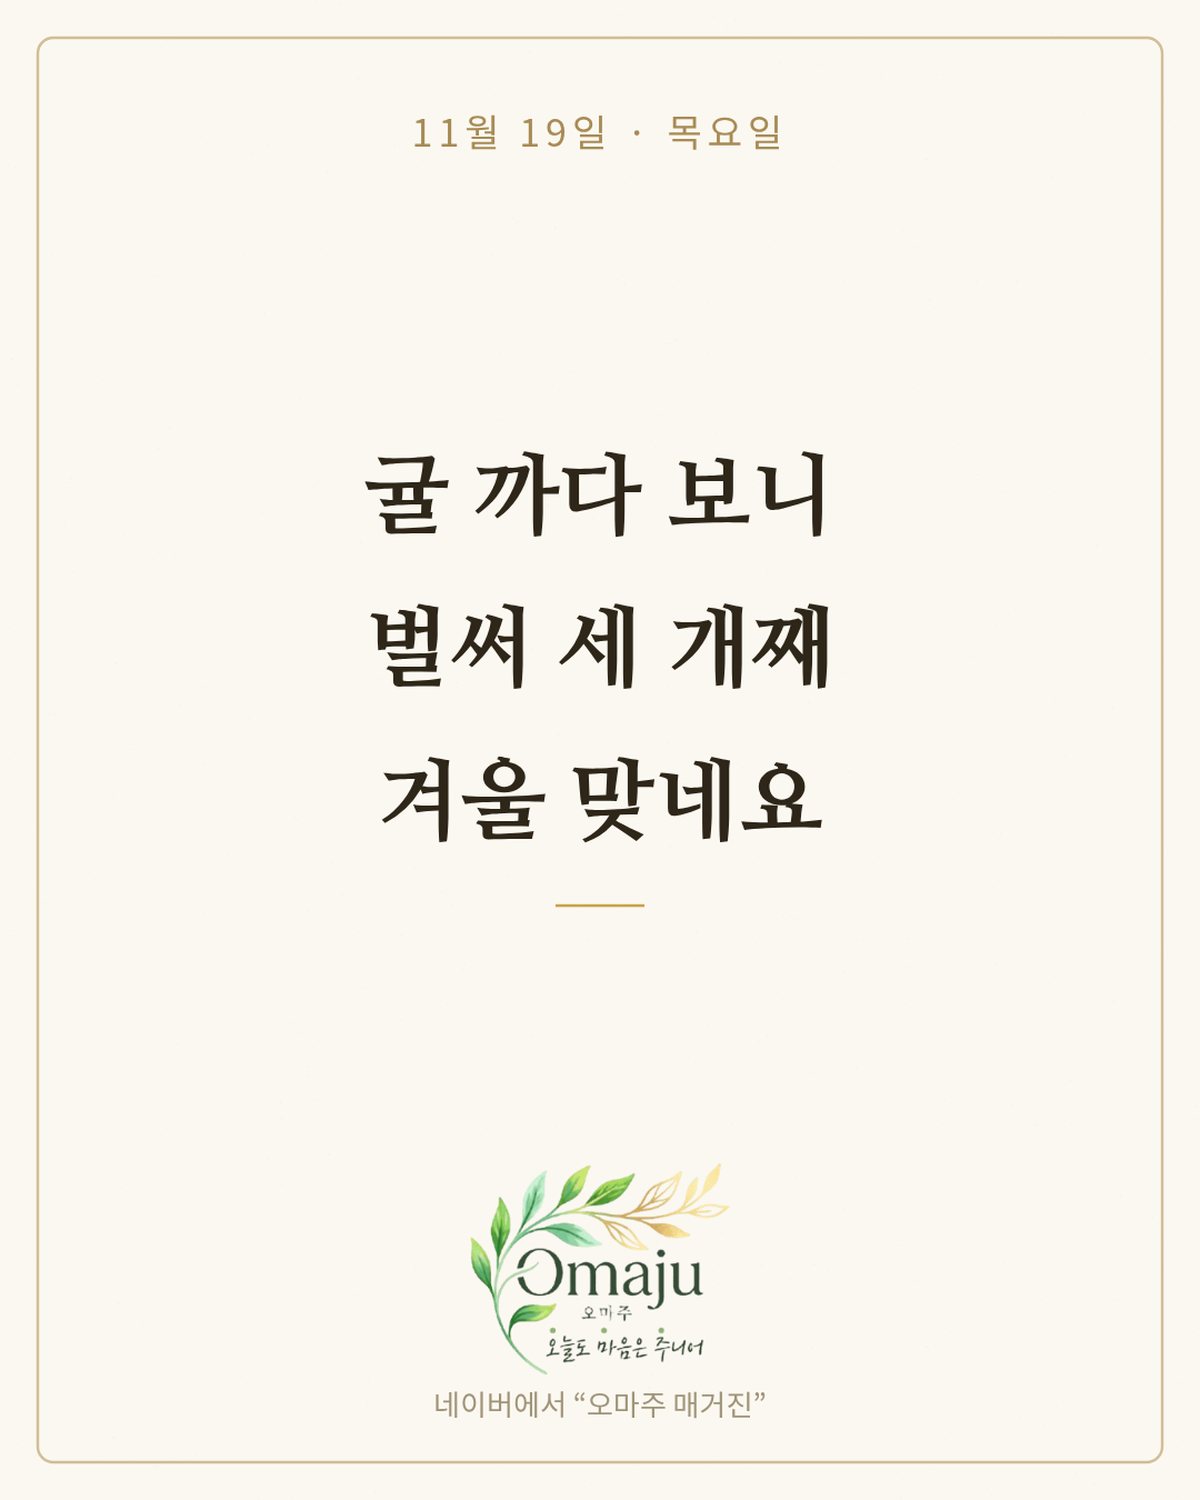 11월 19일 · 목요일
귤 까다 보니
벌써 세 개째
겨울 맞네요
Omaju
오마주
오늘도 마음은 주니어
네이버에서 “오마주 매거진”